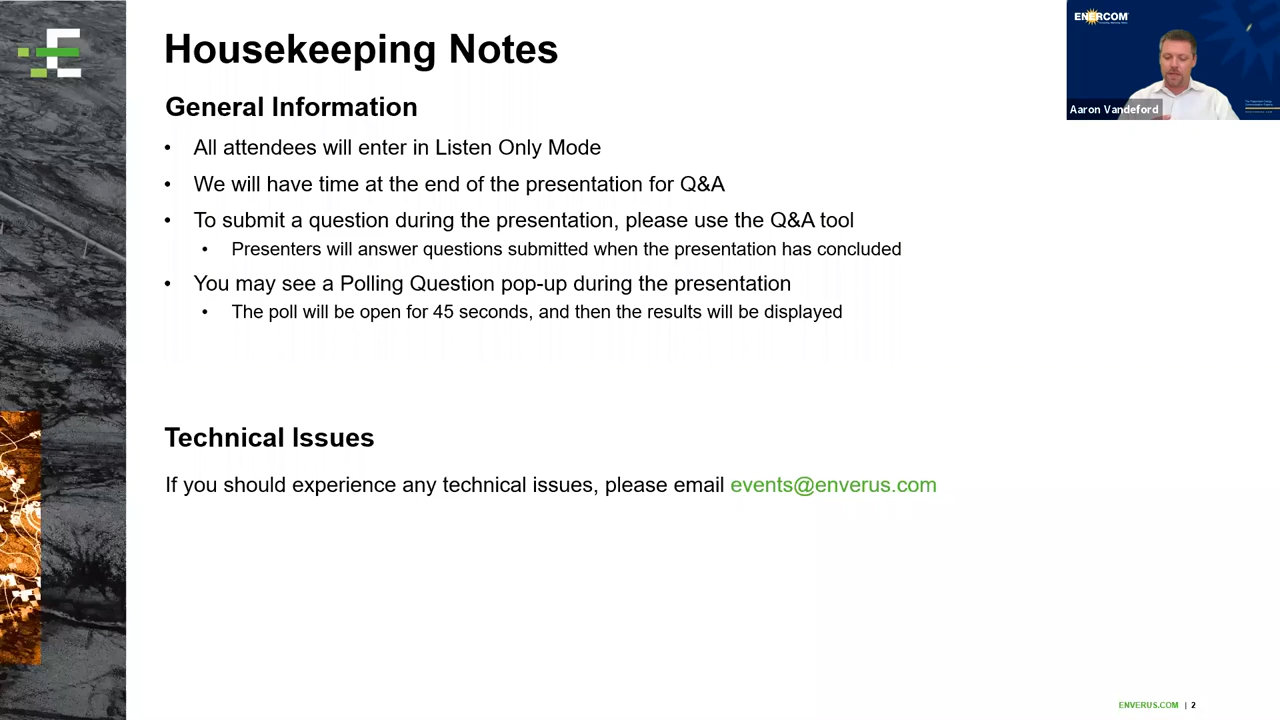 Housekeeping Notes
General Information
• All attendees will enter in Listen Only Mode
• We will have time at the end of the presentation for Q&A
• To submit a question during the presentation, please use the Q&A tool
• Presenters will answer questions submitted when the presentation has concluded
• You may see a Polling Question pop-up during the presentation
• The poll will be open for 45 seconds, and then the results will be displayed
Technical Issues
If you should experience any technical issues, please email events@enverus.com
ENERCOM
Aaron Vandeford
ENVERUS.COM | 2